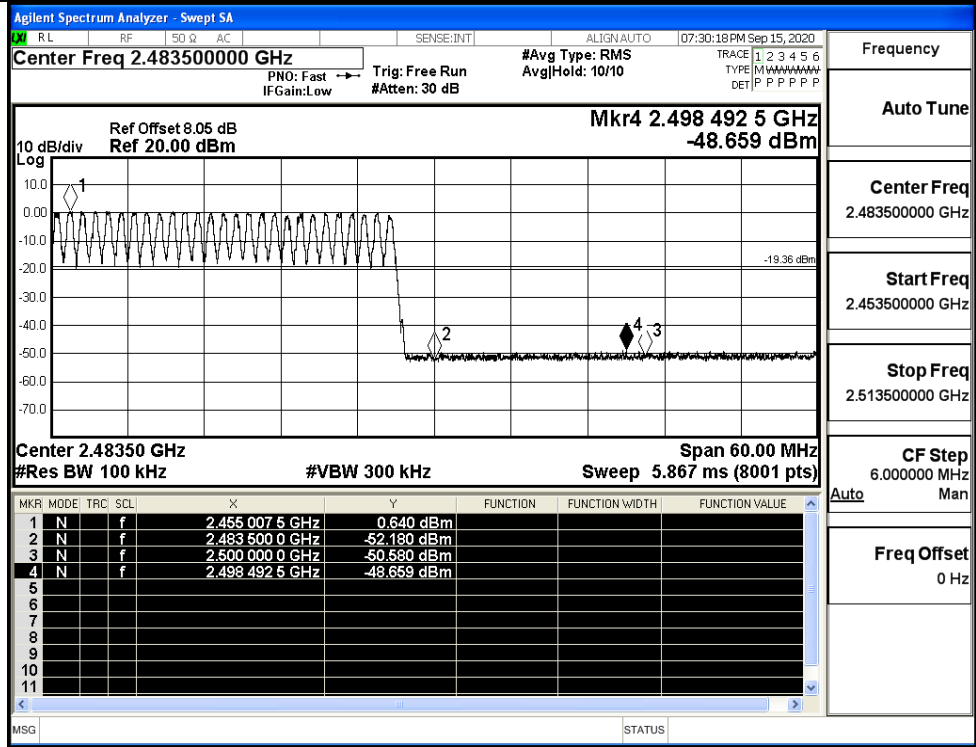 Agilent Spectrum Analyzer - Swept SA
RL RF 50 Ω AC SENSE:INT ALIGN AUTO 07:30:18 PM Sep 15, 2020
Center Freq 2.483500000 GHz
PNO: Fast
IFGain:Low
Trig: Free Run
#Atten: 30 dB
#Avg Type: RMS
Avg|Hold: 10/10
TRACE 1 2 3 4 5 6
TYPE M WWWWW
DET P P P P P P
Ref Offset 8.05 dB
10 dB/div Ref 20.00 dBm
Log
Mkr4 2.498 492 5 GHz
-48.659 dBm
10.0
0.00
-10.0
-20.0
-30.0
-40.0
-50.0
-60.0
-70.0
1
2
4
3
-19.36 dBm
Center 2.48350 GHz Span 60.00 MHz
#Res BW 100 kHz #VBW 300 kHz Sweep 5.867 ms (8001 pts)
MKR MODE TRC SCL X Y FUNCTION FUNCTION WIDTH FUNCTION VALUE
1 N f 2.455 007 5 GHz 0.640 dBm
2 N f 2.483 500 0 GHz -52.180 dBm
3 N f 2.500 000 0 GHz -50.580 dBm
4 N f 2.498 492 5 GHz -48.659 dBm
5
6
7
8
9
10
11
MSG STATUS
Frequency
Auto Tune
Center Freq
2.483500000 GHz
Start Freq
2.453500000 GHz
Stop Freq
2.513500000 GHz
CF Step
6.000000 MHz
Auto Man
Freq Offset
0 Hz